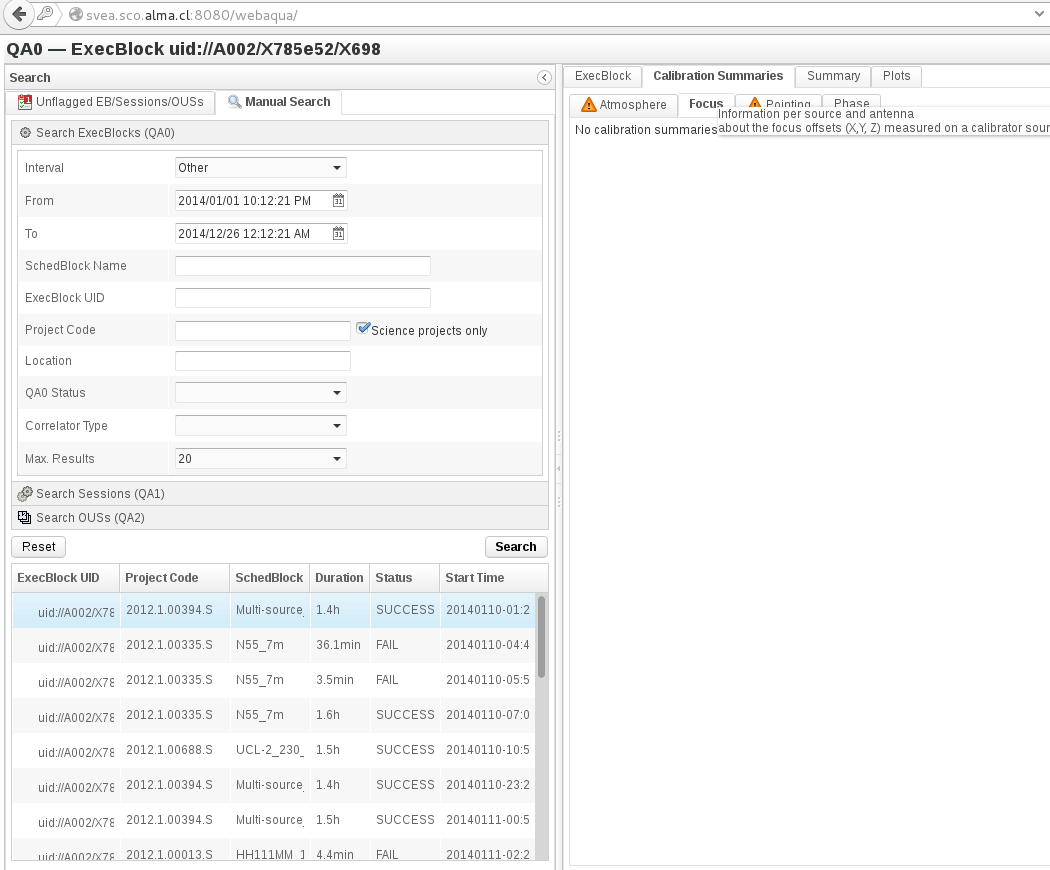 svea.sco.alma.cl:8080/webaqua/
QA0 — ExecBlock uid://A002/X785e52/X698
Search
Unflagged EB/Sessions/OUSs
Manual Search
Search ExecBlocks (QA0)
Interval Other
From 2014/01/01 10:12:21 PM 31
To 2014/12/26 12:12:21 AM 31
SchedBlock Name
ExecBlock UID
Project Code Science projects only
Location
QA0 Status
Correlator Type
Max. Results 20
Search Sessions (QA1)
Search OUSs (QA2)
Reset Search
ExecBlock UID Project Code SchedBlock Duration Status Start Time
uid://A002/X78 2012.1.00394.S Multi-source_ 1.4h SUCCESS 20140110-01:2
uid://A002/X78 2012.1.00335.S N55_7m 36.1min FAIL 20140110-04:4
uid://A002/X78 2012.1.00335.S N55_7m 3.5min FAIL 20140110-05:5
uid://A002/X78 2012.1.00335.S N55_7m 1.6h SUCCESS 20140110-07:0
uid://A002/X78 2012.1.00688.S UCL-2_230_ 1.5h SUCCESS 20140110-10:5
uid://A002/X78 2012.1.00394.S Multi-source_ 1.4h SUCCESS 20140110-23:2
uid://A002/X78 2012.1.00394.S Multi-source_ 1.5h SUCCESS 20140111-00:5
uid://A002/X78 2012.1.00013.S HH111MM_1 4.4min FAIL 20140111-02:2
ExecBlock Calibration Summaries Summary Plots
Atmosphere Focus Pointing Phase
No calibration summaries
Information per source and antenna
about the focus offsets (X,Y, Z) measured on a calibrator sour